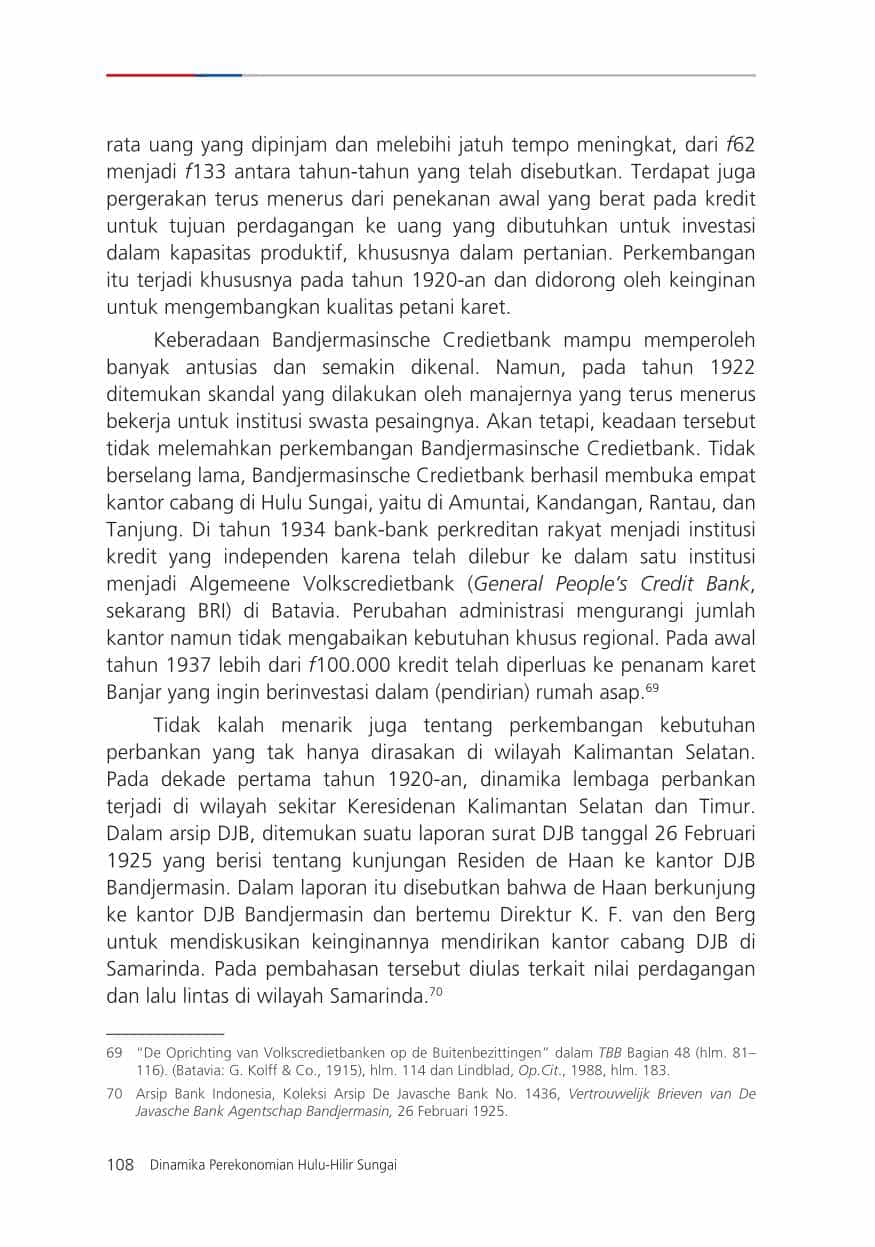 rata uang yang dipinjam dan melebihi jatuh tempo meningkat, dari f62
menjadi f133 antara tahun-tahun yang telah disebutkan. Terdapat juga
pergerakan terus menerus dari penekanan awal yang berat pada kredit
untuk tujuan perdagangan ke uang yang dibutuhkan untuk investasi
dalam kapasitas produktif, khususnya dalam pertanian. Perkembangan
itu terjadi khususnya pada tahun 1920-an dan didorong oleh keinginan
untuk mengembangkan kualitas petani karet.
Keberadaan Bandjermasinsche Credietbank mampu memperoleh
banyak antusias dan semakin dikenal. Namun, pada tahun 1922
ditemukan skandal yang dilakukan oleh manajernya yang terus menerus
bekerja untuk institusi swasta pesaingnya. Akan tetapi, keadaan tersebut
tidak melemahkan perkembangan Bandjermasinsche Credietbank. Tidak
berselang lama, Bandjermasinsche Credietbank berhasil membuka empat
kantor cabang di Hulu Sungai, yaitu di Amuntai, Kandangan, Rantau, dan
Tanjung. Di tahun 1934 bank-bank perkreditan rakyat menjadi institusi
kredit yang independen karena telah dilebur ke dalam satu institusi
menjadi Algemeene Volkscredietbank (General People’s Credit Bank,
sekarang BRI) di Batavia. Perubahan administrasi mengurangi jumlah
kantor namun tidak mengabaikan kebutuhan khusus regional. Pada awal
tahun 1937 lebih dari f100.000 kredit telah diperluas ke penanam karet
Banjar yang ingin berinvestasi dalam (pendirian) rumah asap.69
Tidak kalah menarik juga tentang perkembangan kebutuhan
perbankan yang tak hanya dirasakan di wilayah Kalimantan Selatan.
Pada dekade pertama tahun 1920-an, dinamika lembaga perbankan
terjadi di wilayah sekitar Keresidenan Kalimantan Selatan dan Timur.
Dalam arsip DJB, ditemukan suatu laporan surat DJB tanggal 26 Februari
1925 yang berisi tentang kunjungan Residen de Haan ke kantor DJB
Bandjermasin. Dalam laporan itu disebutkan bahwa de Haan berkunjung
ke kantor DJB Bandjermasin dan bertemu Direktur K. F. van den Berg
untuk mendiskusikan keinginannya mendirikan kantor cabang DJB di
Samarinda. Pada pembahasan tersebut diulas terkait nilai perdagangan
dan lalu lintas di wilayah Samarinda.70
69 “De Oprichting van Volkscredietbanken op de Buitenbezittingen” dalam TBB Bagian 48 (hlm. 81–
116). (Batavia: G. Kolff & Co., 1915), hlm. 114 dan Lindblad, Op.Cit., 1988, hlm. 183.
70 Arsip Bank Indonesia, Koleksi Arsip De Javasche Bank No. 1436, Vertrouwelijk Brieven van De
Javasche Bank Agentschap Bandjermasin, 26 Februari 1925.
108 Dinamika Perekonomian Hulu-Hilir Sungai